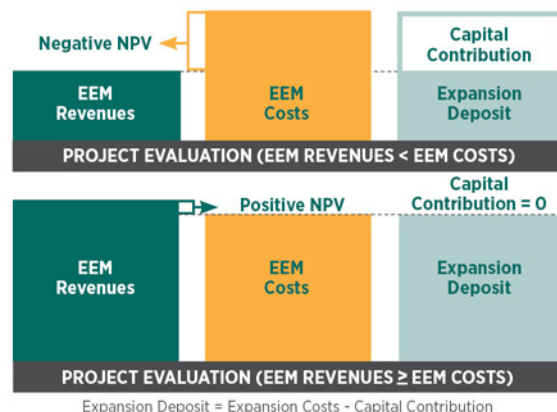 Negative NPV
Capital
Contribution
EEM
Revenues
EEM
Costs
Expansion
Deposit
PROJECT EVALUATION (EEM REVENUES < EEM COSTS)
Capital
Contribution = 0
Positive NPV
EEM
Revenues
EEM
Costs
Expansion
Deposit
PROJECT EVALUATION (EEM REVENUES ≥ EEM COSTS)
Expansion Deposit = Expansion Costs - Capital Contribution